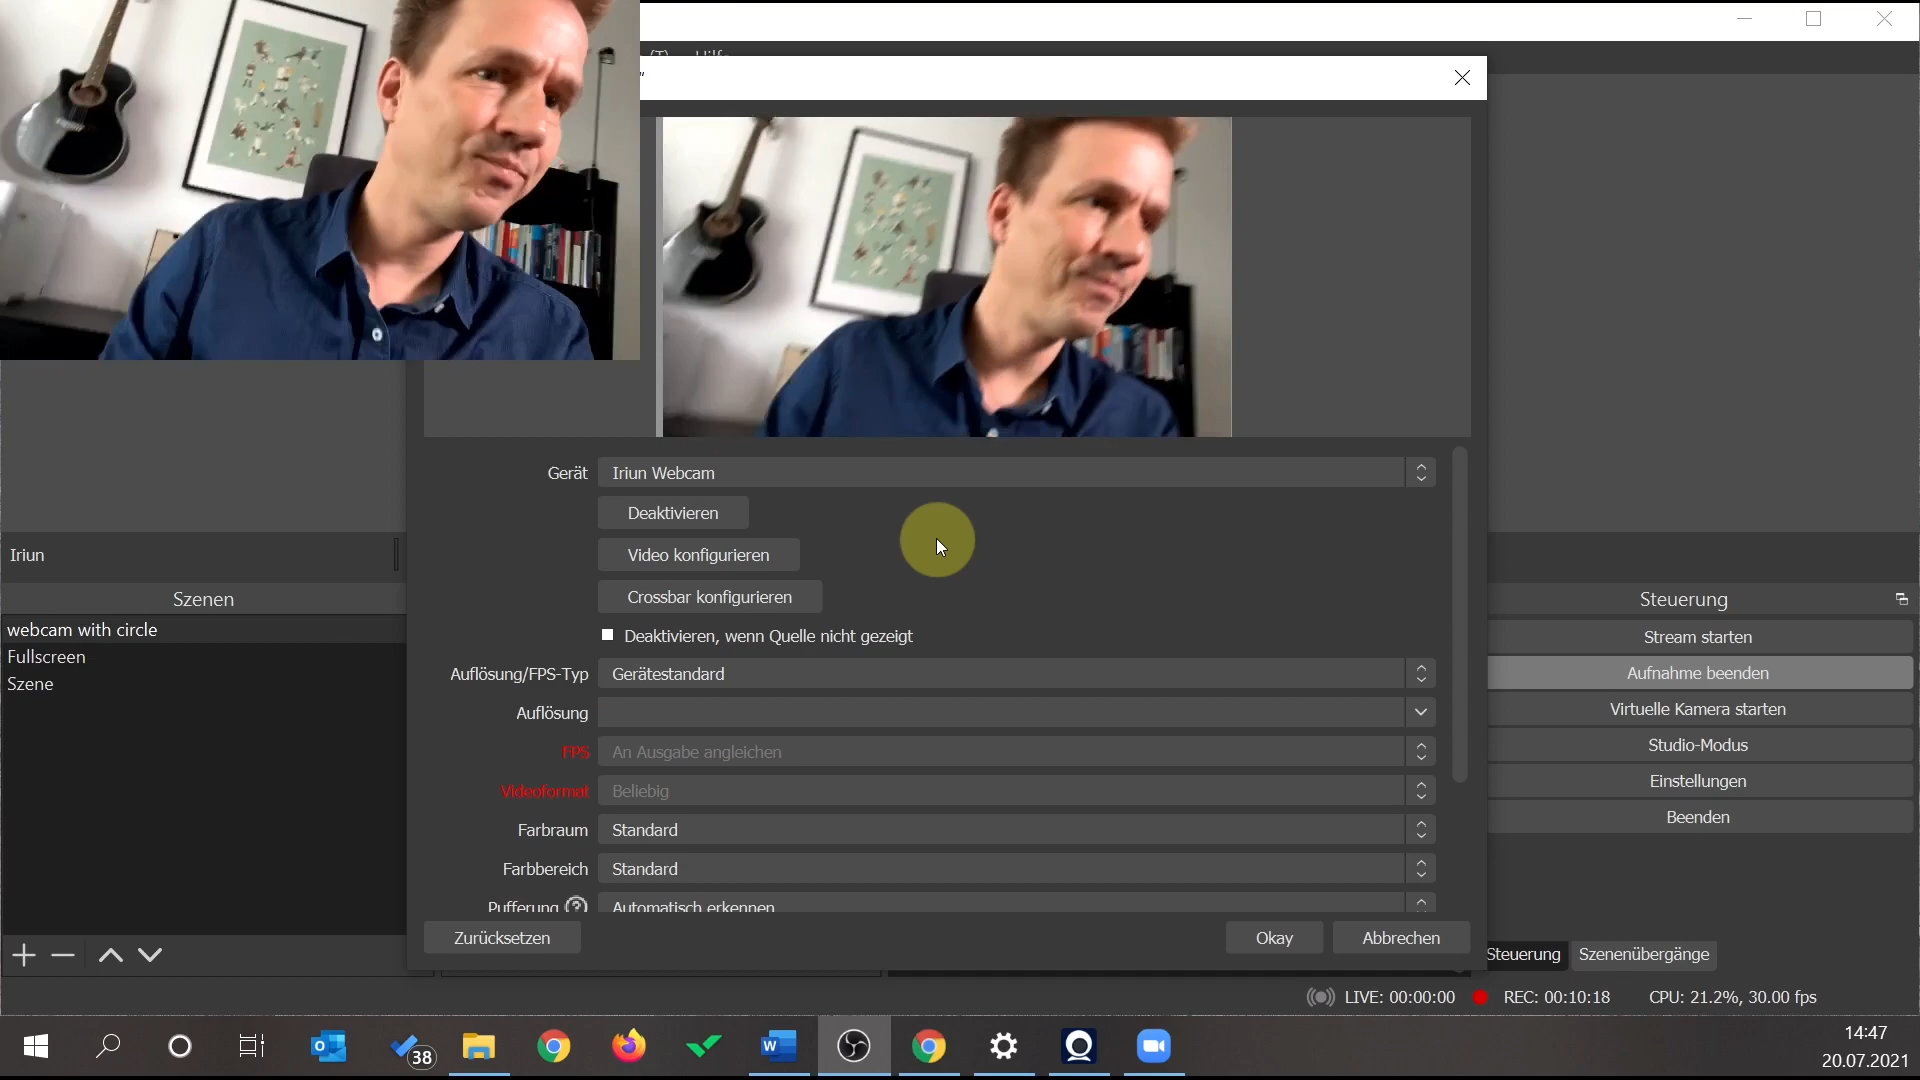 Gerät
Iriun Webcam
Deaktivieren
Video konfigurieren
Crossbar konfigurieren
Deaktivieren, wenn Quelle nicht gezeigt
Auflösung/FPS-Typ
Gerätestandard
Auflösung
FPS
An Ausgabe angleichen
Videoformat
Beliebig
Farbraum
Standard
Farbbereich
Standard
Pufferung
Automatisch erkennen
Zurücksetzen
Okay
Abbrechen
Iriun
Szenen
webcam with circle
Fullscreen
Szene
Steuerung
Stream starten
Aufnahme beenden
Virtuelle Kamera starten
Studio-Modus
Einstellungen
Beenden
Steuerung
Szenenübergänge
LIVE: 00:00:00
REC: 00:10:18
CPU: 21.2%, 30.00 fps
38
14:47
20.07.2021